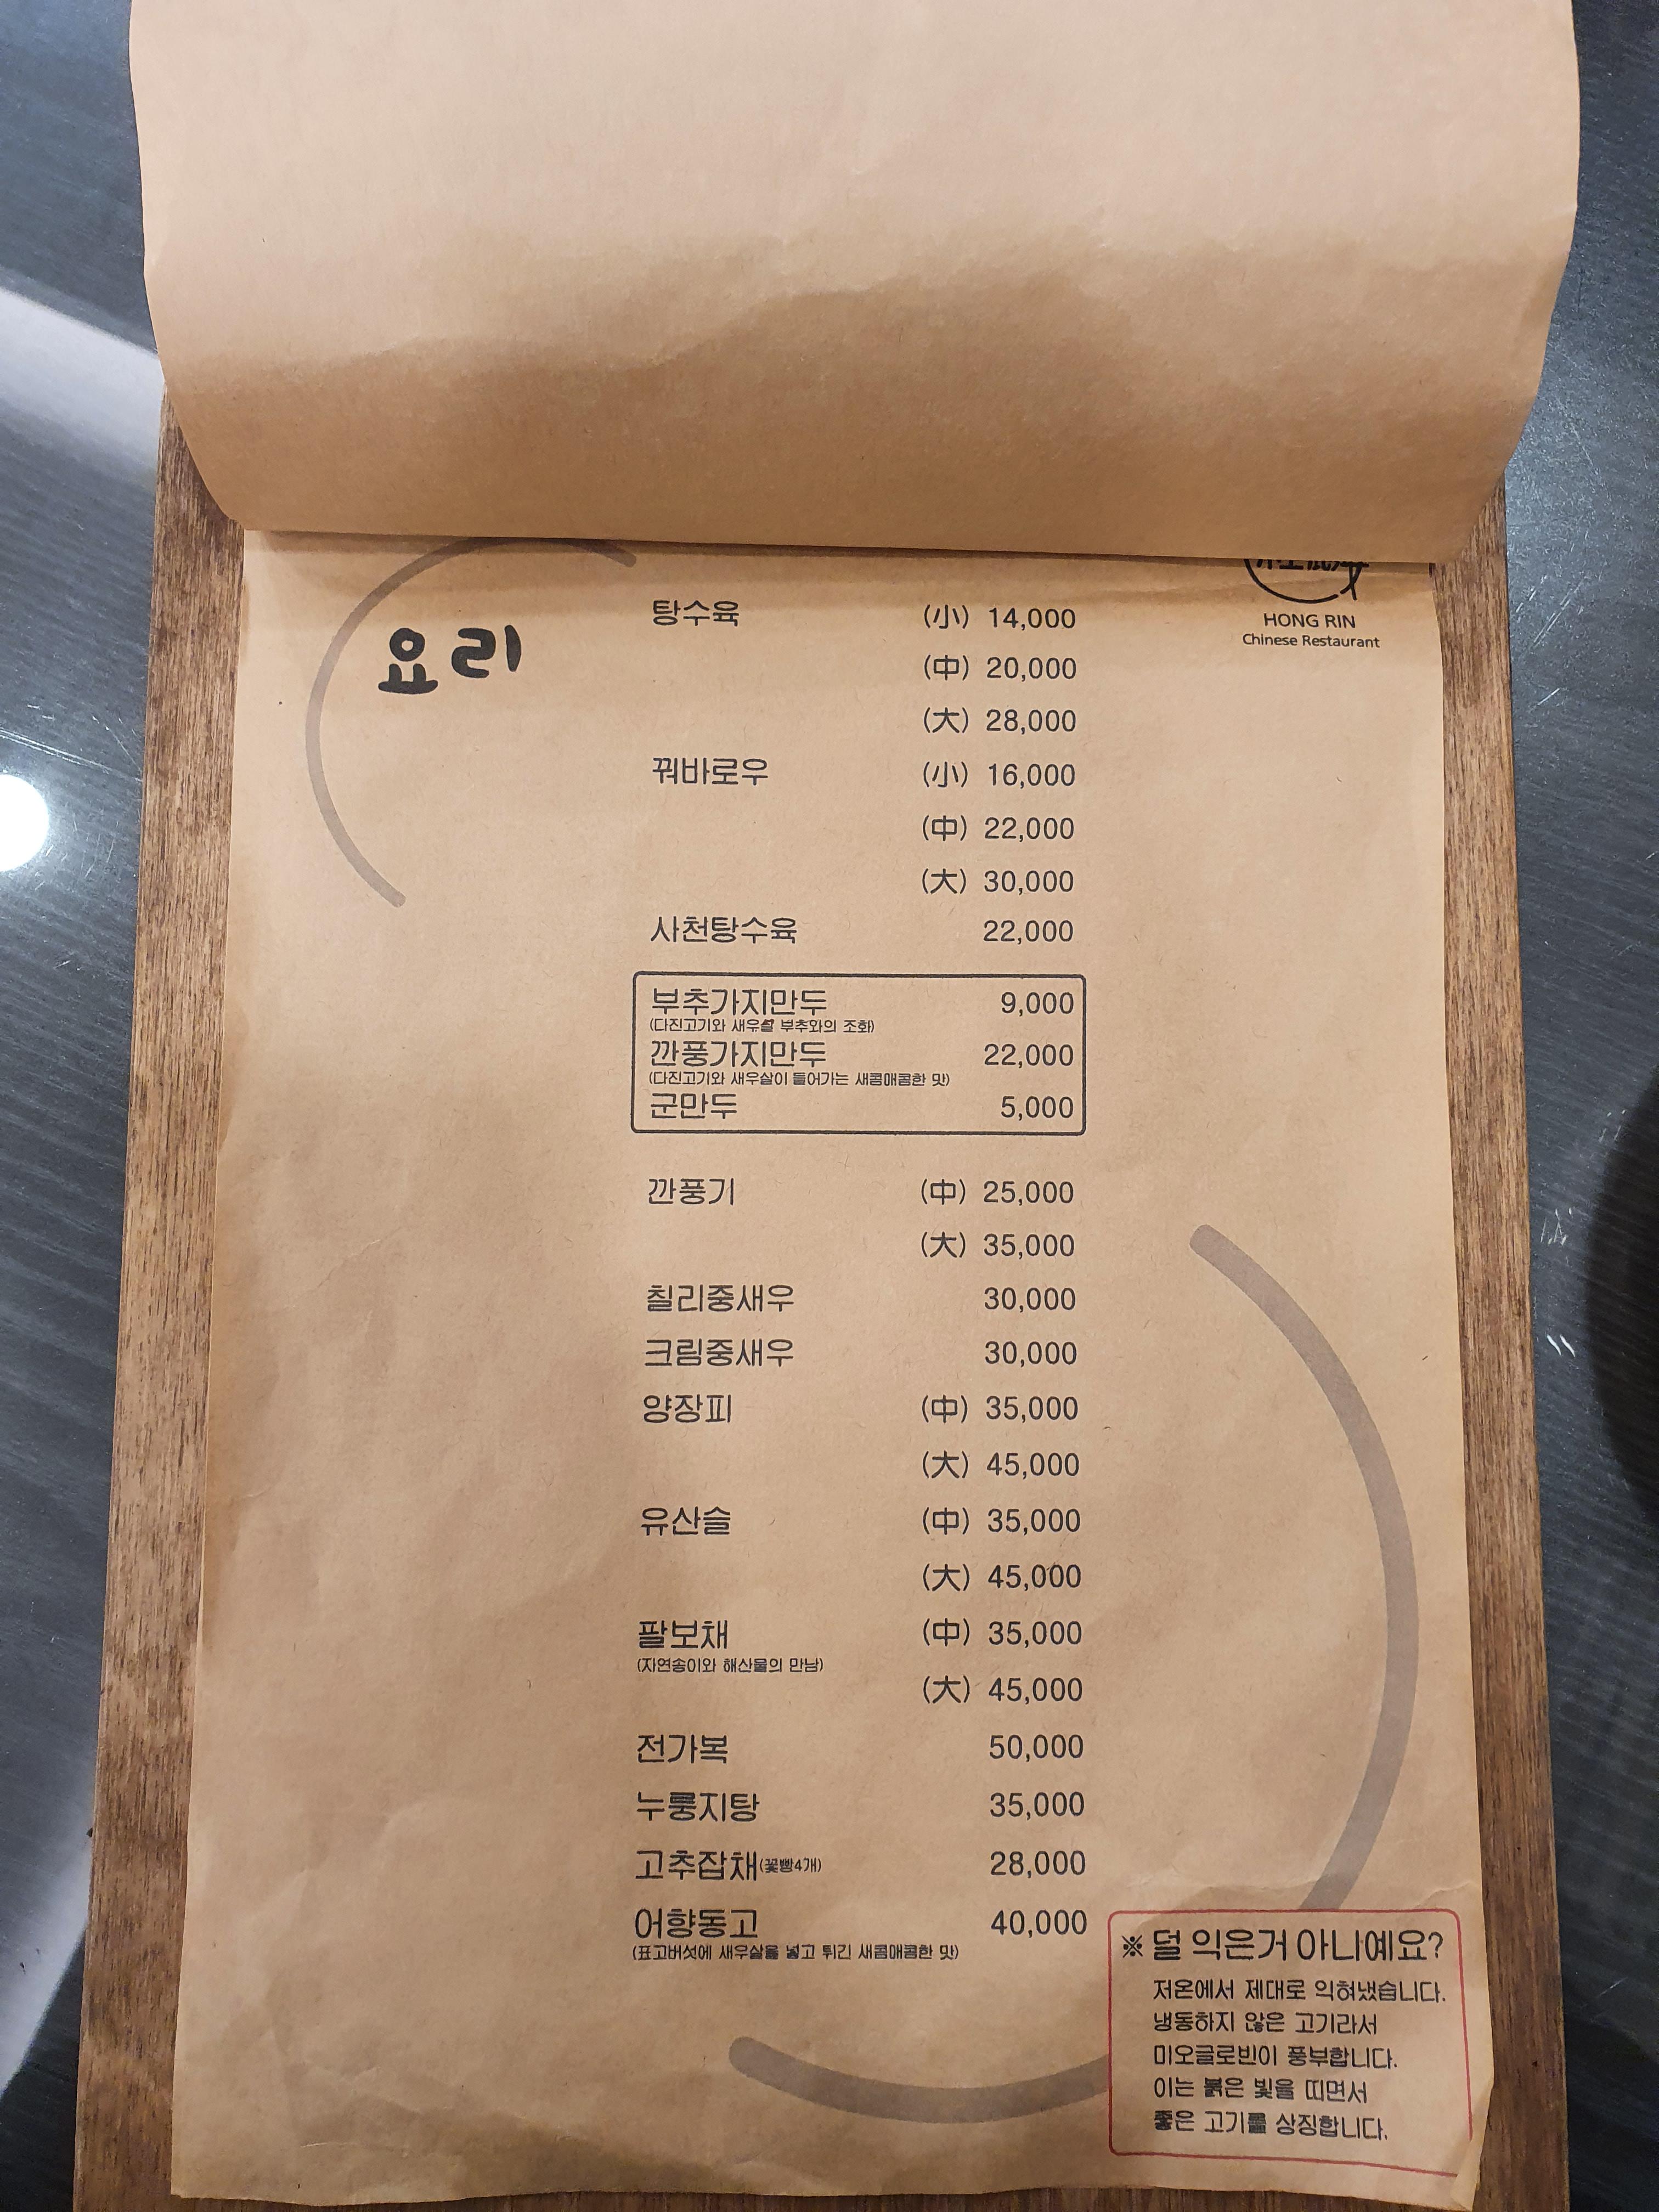 HONG RIN
Chinese Restaurant
요리
탕수육 (小) 14,000
(中) 20,000
(大) 28,000
꿔바로우 (小) 16,000
(中) 22,000
(大) 30,000
사천탕수육 22,000
부추가지만두 9,000
(다진고기와 새우살 부추와의 조화)
깐풍가지만두 22,000
(다진고기와 새우살이 들어가는 새콤매콤한 맛)
군만두 5,000
깐풍기 (中) 25,000
(大) 35,000
칠리중새우 30,000
크림중새우 30,000
양장피 (中) 35,000
(大) 45,000
유산슬 (中) 35,000
(大) 45,000
팔보채 (中) 35,000
(자연송이와 해산물의 만남)
(大) 45,000
전가복 50,000
누룽지탕 35,000
고추잡채(꽃빵4개) 28,000
어향동고 40,000
(표고버섯에 새우살을 넣고 튀긴 새콤매콤한 맛)
※ 덜 익은거 아니예요?
저온에서 제대로 익혀냈습니다.
냉동하지 않은 고기라서
미오글로빈이 풍부합니다.
이는 붉은 빛을 띠면서
좋은 고기를 상징합니다.